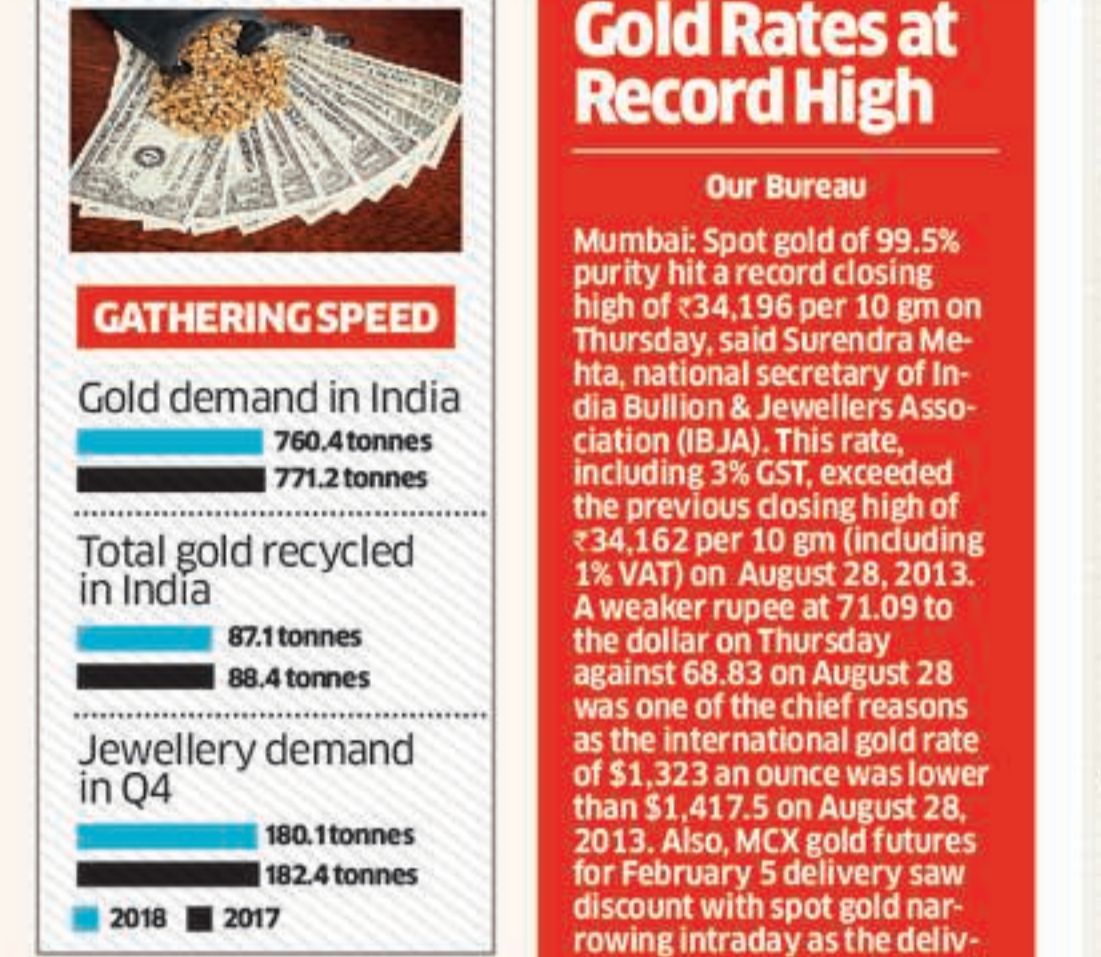 GATHERING SPEED
Gold demand in India
760.4 tonnes
771.2 tonnes
Total gold recycled
in India
87.1 tonnes
88.4 tonnes
Jewellery demand
in Q4
180.1 tonnes
182.4 tonnes
2018 2017
Gold Rates at
Record High
Our Bureau
Mumbai: Spot gold of 99.5%
purity hit a record closing
high of ₹34,196 per 10 gm on
Thursday, said Surendra Me-
hta, national secretary of In-
dia Bullion & Jewellers Asso-
ciation (IBJA). This rate,
including 3% GST, exceeded
the previous closing high of
₹34,162 per 10 gm (including
1% VAT) on August 28, 2013.
A weaker rupee at 71.09 to
the dollar on Thursday
against 68.83 on August 28
was one of the chief reasons
as the international gold rate
of $1,323 an ounce was lower
than $1,417.5 on August 28,
2013. Also, MCX gold futures
for February 5 delivery saw
discount with spot gold nar-
rowing intraday as the deliv-